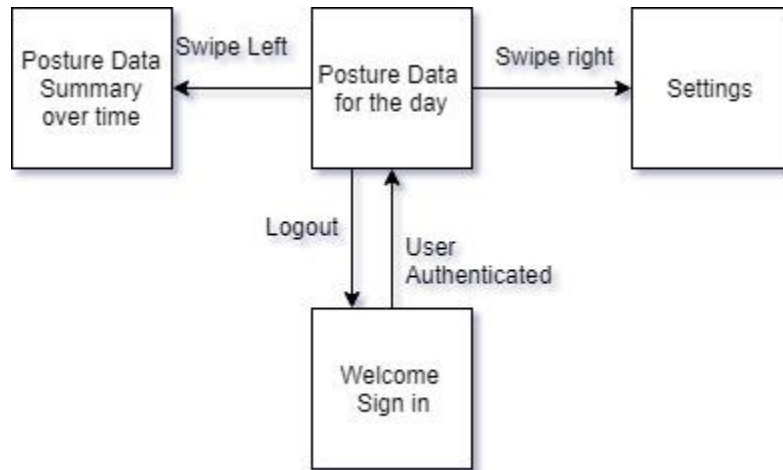 Posture Data
Summary
over time
Swipe Left
Posture Data
for the day
Swipe right
Settings
Logout
User
Authenticated
Welcome
Sign in